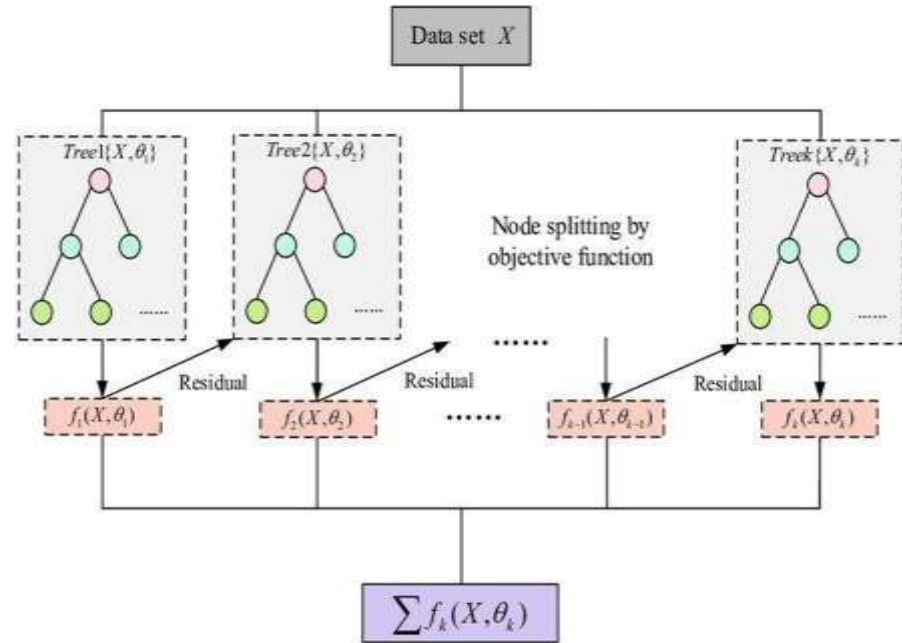 Data set X
Tree1{X,θ₁}
Tree2{X,θ₂}
Treek{X,θₖ}
Node splitting by
objective function
......
......
......
......
Residual
Residual
Residual
f₁(X,θ₁)
f₂(X,θ₂)
......
fₖ₋₁(X,θₖ₋₁)
fₖ(X,θₖ)
∑ fₖ(X,θₖ)